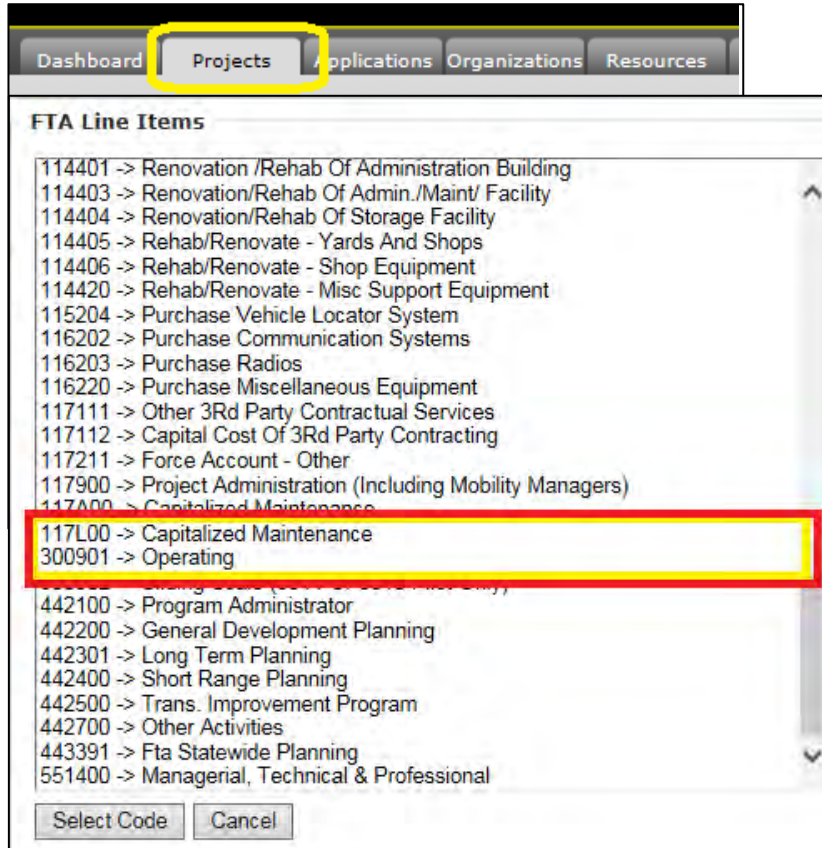 Dashboard Projects Applications Organizations Resources
FTA Line Items
114401 -> Renovation /Rehab Of Administration Building
114403 -> Renovation/Rehab Of Admin./Maint/ Facility
114404 -> Renovation/Rehab Of Storage Facility
114405 -> Rehab/Renovate - Yards And Shops
114406 -> Rehab/Renovate - Shop Equipment
114420 -> Rehab/Renovate - Misc Support Equipment
115204 -> Purchase Vehicle Locator System
116202 -> Purchase Communication Systems
116203 -> Purchase Radios
116220 -> Purchase Miscellaneous Equipment
117111 -> Other 3Rd Party Contractual Services
117112 -> Capital Cost Of 3Rd Party Contracting
117211 -> Force Account - Other
117900 -> Project Administration (Including Mobility Managers)
117A00 -> Capitalized Maintenance
117L00 -> Capitalized Maintenance
300901 -> Operating
442100 -> Program Administrator
442200 -> General Development Planning
442301 -> Long Term Planning
442400 -> Short Range Planning
442500 -> Trans. Improvement Program
442700 -> Other Activities
443391 -> Fta Statewide Planning
551400 -> Managerial, Technical & Professional
Select Code Cancel